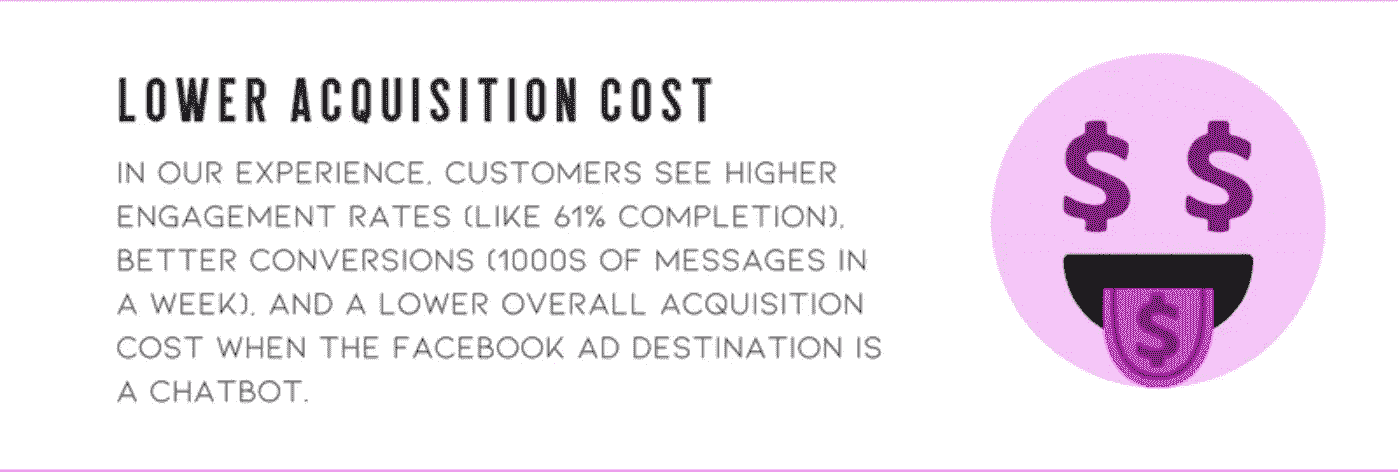 LOWER ACQUISITION COST
IN OUR EXPERIENCE, CUSTOMERS SEE HIGHER
ENGAGEMENT RATES (LIKE 61% COMPLETION),
BETTER CONVERSIONS (1000S OF MESSAGES IN
A WEEK), AND A LOWER OVERALL ACQUISITION
COST WHEN THE FACEBOOK AD DESTINATION IS
A CHATBOT.
$ $
$